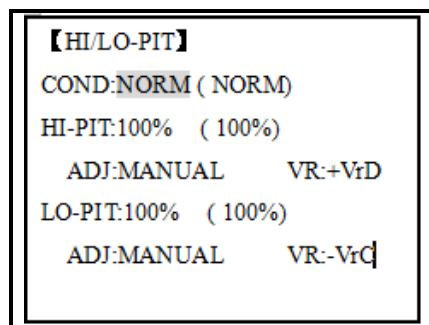 【HI/LO-PIT】
COND:NORM ( NORM)
HI-PIT:100% ( 100%)
ADJ:MANUAL VR:+VrD
LO-PIT:100% ( 100%)
ADJ:MANUAL VR:-VrC